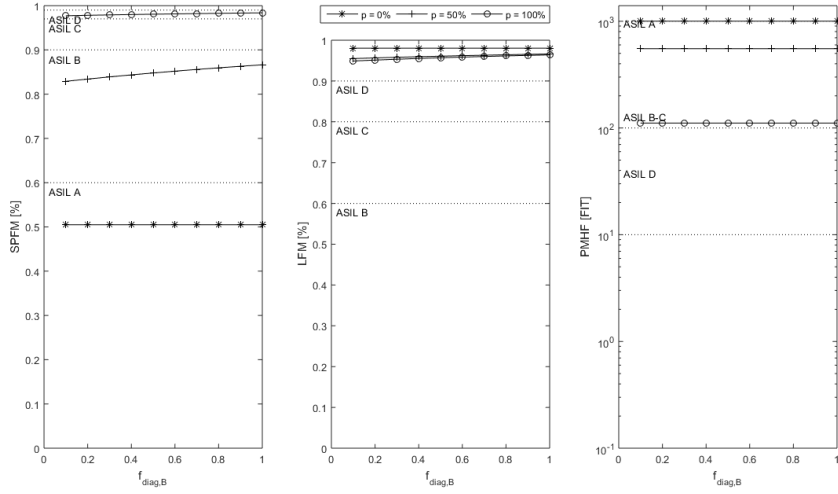 p = 0% p = 50% p = 100%
SPFM [%]
1
0.9
0.8
0.7
0.6
0.5
0.4
0.3
0.2
0.1
0
ASIL D
ASIL C
ASIL B
ASIL A
0 0.2 0.4 0.6 0.8 1
f_diag,B
LFM [%]
1
0.9
0.8
0.7
0.6
0.5
0.4
0.3
0.2
0.1
0
ASIL D
ASIL C
ASIL B
0 0.2 0.4 0.6 0.8 1
f_diag,B
PMHF [FIT]
10^3
10^2
10^1
10^0
10^-1
ASIL A
ASIL B-C
ASIL D
0 0.2 0.4 0.6 0.8 1
f_diag,B